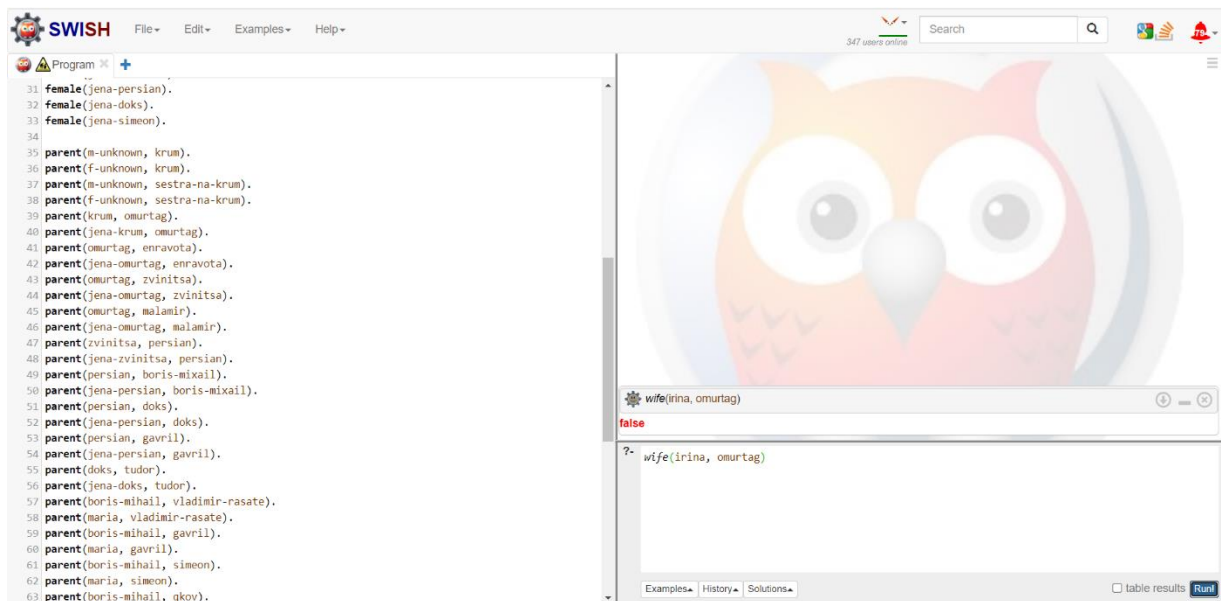 SWISH File Edit Examples Help
347 users online
Search
79
Program
31 female(jena-persian).
32 female(jena-doks).
33 female(jena-simeon).
34
35 parent(m-unknown, krum).
36 parent(f-unknown, krum).
37 parent(m-unknown, sestra-na-krum).
38 parent(f-unknown, sestra-na-krum).
39 parent(krum, omurtag).
40 parent(jena-krum, omurtag).
41 parent(omurtag, enravota).
42 parent(jena-omurtag, enravota).
43 parent(omurtag, zvinitsa).
44 parent(jena-omurtag, zvinitsa).
45 parent(omurtag, malamir).
46 parent(jena-omurtag, malamir).
47 parent(zvinitsa, persian).
48 parent(jena-zvinitsa, persian).
49 parent(persian, boris-mixail).
50 parent(jena-persian, boris-mixail).
51 parent(persian, doks).
52 parent(jena-persian, doks).
53 parent(persian, gavril).
54 parent(jena-persian, gavril).
55 parent(doks, tudor).
56 parent(jena-doks, tudor).
57 parent(boris-mihail, vladimir-rasate).
58 parent(maria, vladimir-rasate).
59 parent(boris-mihail, gavril).
60 parent(maria, gavril).
61 parent(boris-mihail, simeon).
62 parent(maria, simeon).
63 parent(boris-mihail, qkov).
wife(irina, omurtag)
false
?- wife(irina, omurtag)
Examples History Solutions
table results Run!